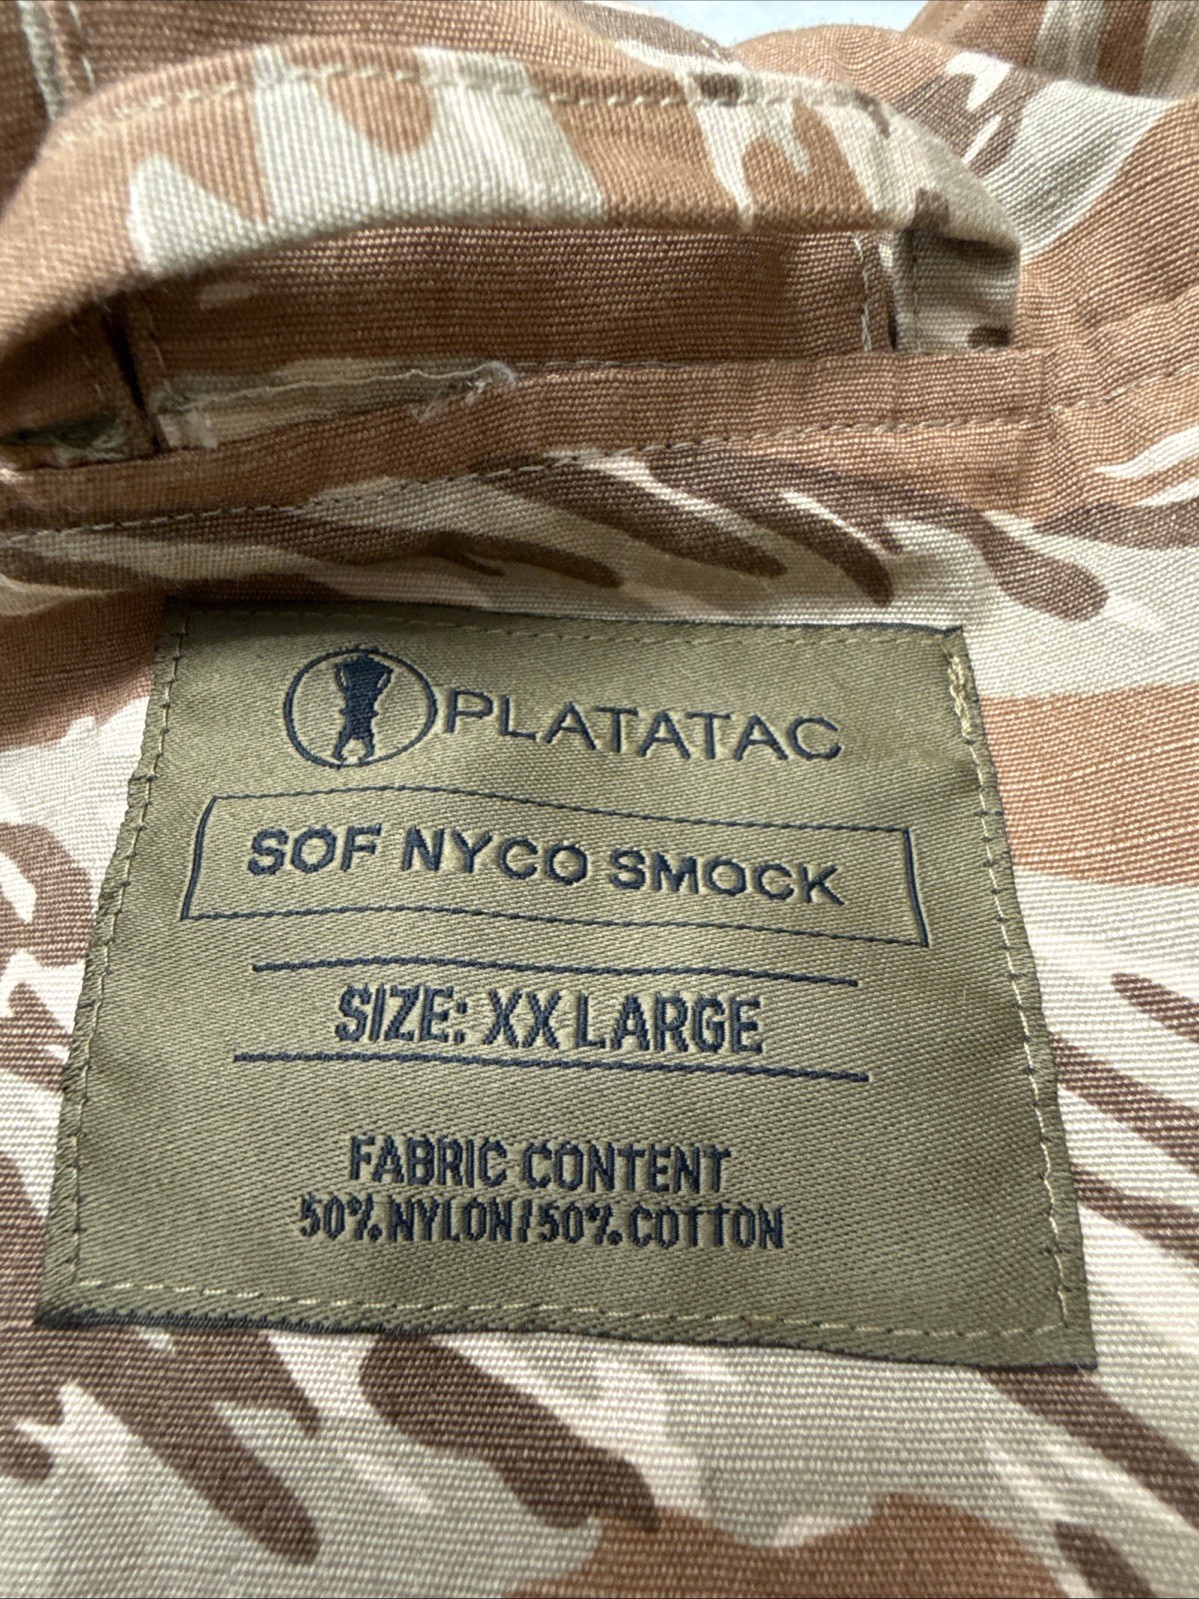 PLATATAC
SOF NYCO SMOCK
SIZE: XX LARGE
FABRIC CONTENT
50% NYLON/50% COTTON